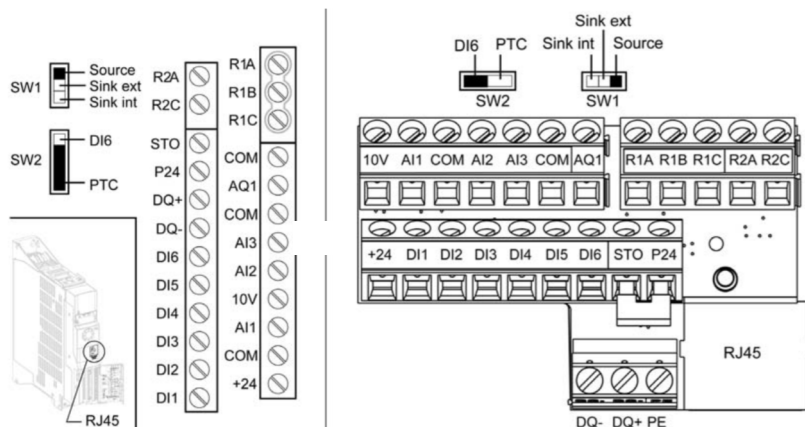 SW1
Source
Sink ext
Sink int
SW2
DI6
PTC
RJ45
R2A
R2C
STO
P24
DQ+
DQ-
DI6
DI5
DI4
DI3
DI2
DI1
R1A
R1B
R1C
COM
AQ1
COM
AI3
AI2
10V
AI1
COM
+24
Sink ext
DI6 PTC Sink int Source
SW2 SW1
10V AI1 COM AI2 AI3 COM AQ1 R1A R1B R1C R2A R2C
+24 DI1 DI2 DI3 DI4 DI5 DI6 STO P24
RJ45
DQ- DQ+ PE